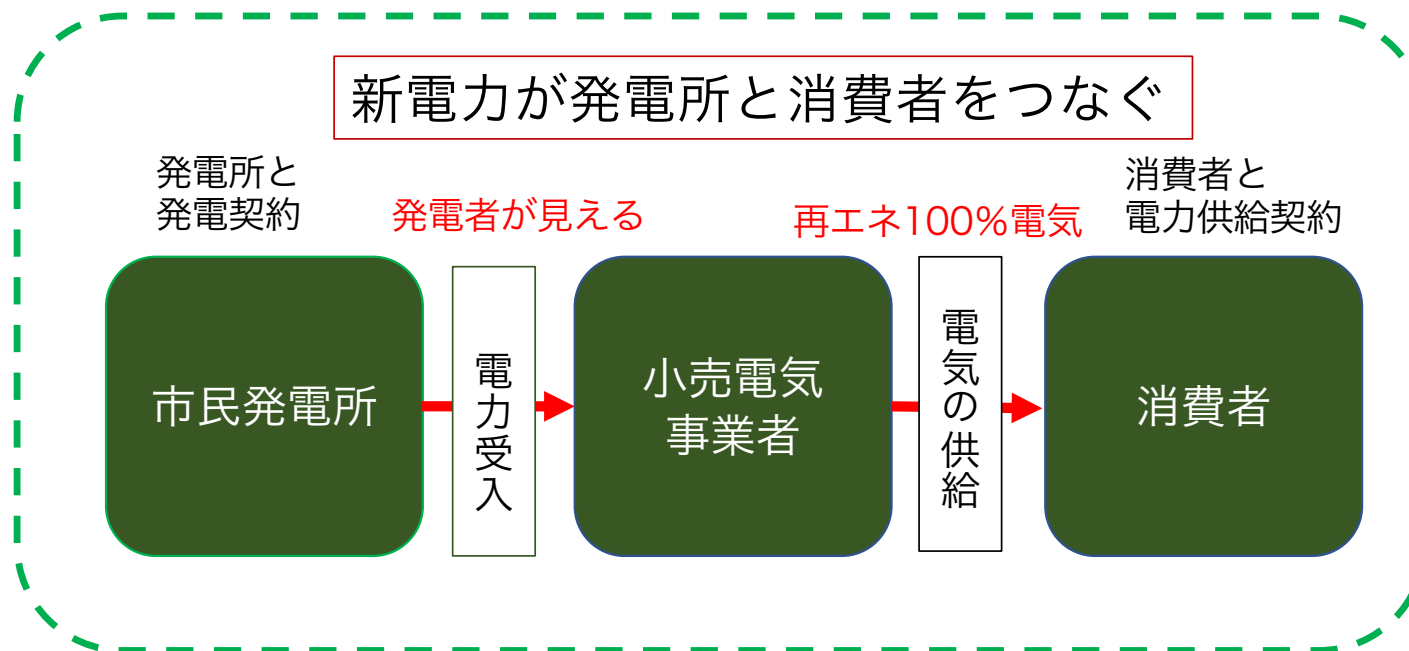 新電力が発電所と消費者をつなぐ
発電所と
発電契約
発電者が見える
再エネ100%電気
消費者と
電力供給契約
市民発電所
電力受入
小売電気
事業者
電気の供給
消費者